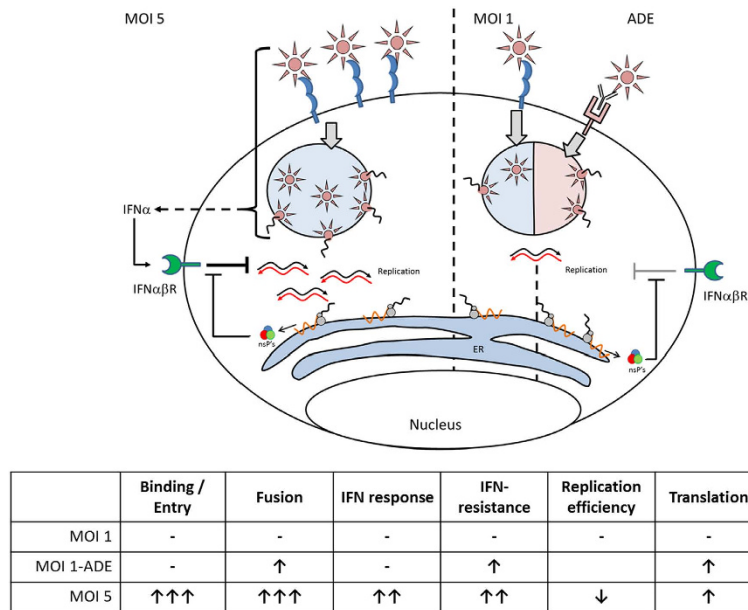 MOI 5 MOI 1 ADE
IFNα
IFNαβR
Replication
Replication
IFNαβR
nsP's
ER
nsP's
Nucleus
Binding / Entry Fusion IFN response IFN-resistance Replication efficiency Translation
MOI 1 - - - - - -
MOI 1-ADE - ↑ - ↑ ↑
MOI 5 ↑↑↑ ↑↑↑ ↑↑ ↑↑ ↓ ↑